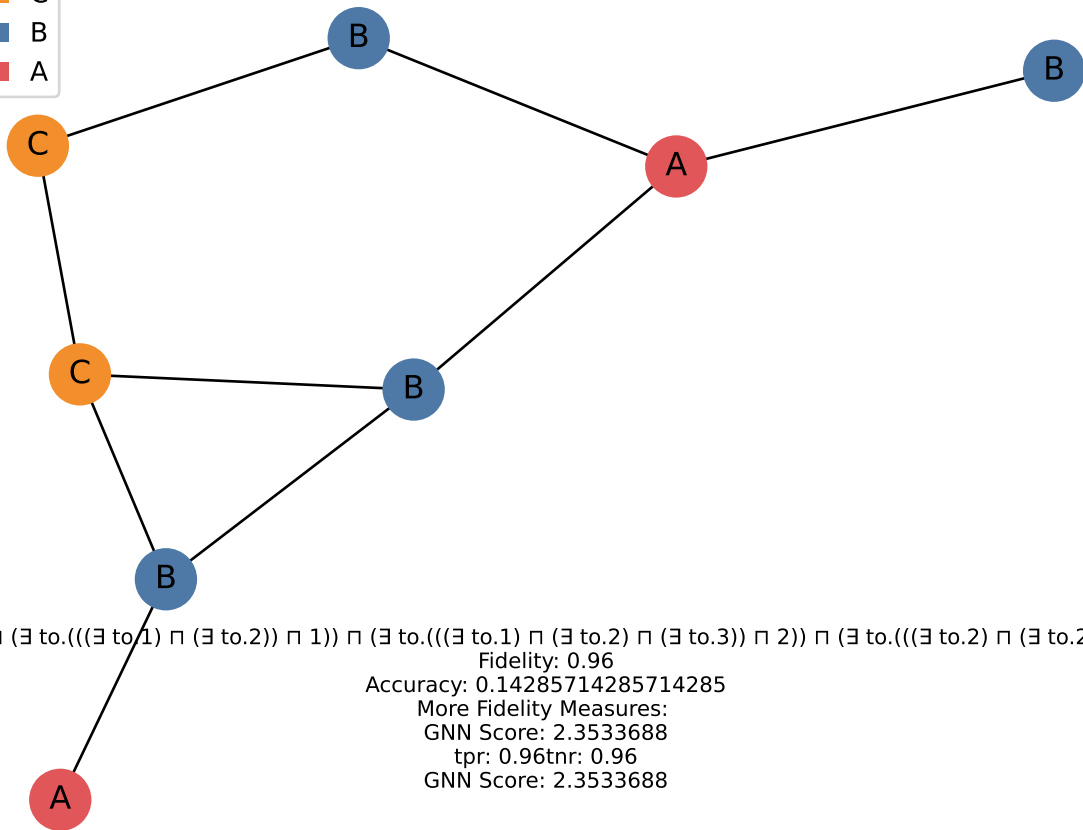 B
A
B
B
C
A
C
B
B
(∃ to.(((∃ to.1) ⊓ (∃ to.2)) ⊓ 1)) ⊓ (∃ to.(((∃ to.1) ⊓ (∃ to.2) ⊓ (∃ to.3)) ⊓ 2)) ⊓ (∃ to.(((∃ to.2) ⊓ (∃ to.2
Fidelity: 0.96
Accuracy: 0.14285714285714285
More Fidelity Measures:
GNN Score: 2.3533688
tpr: 0.96tnr: 0.96
GNN Score: 2.3533688
A